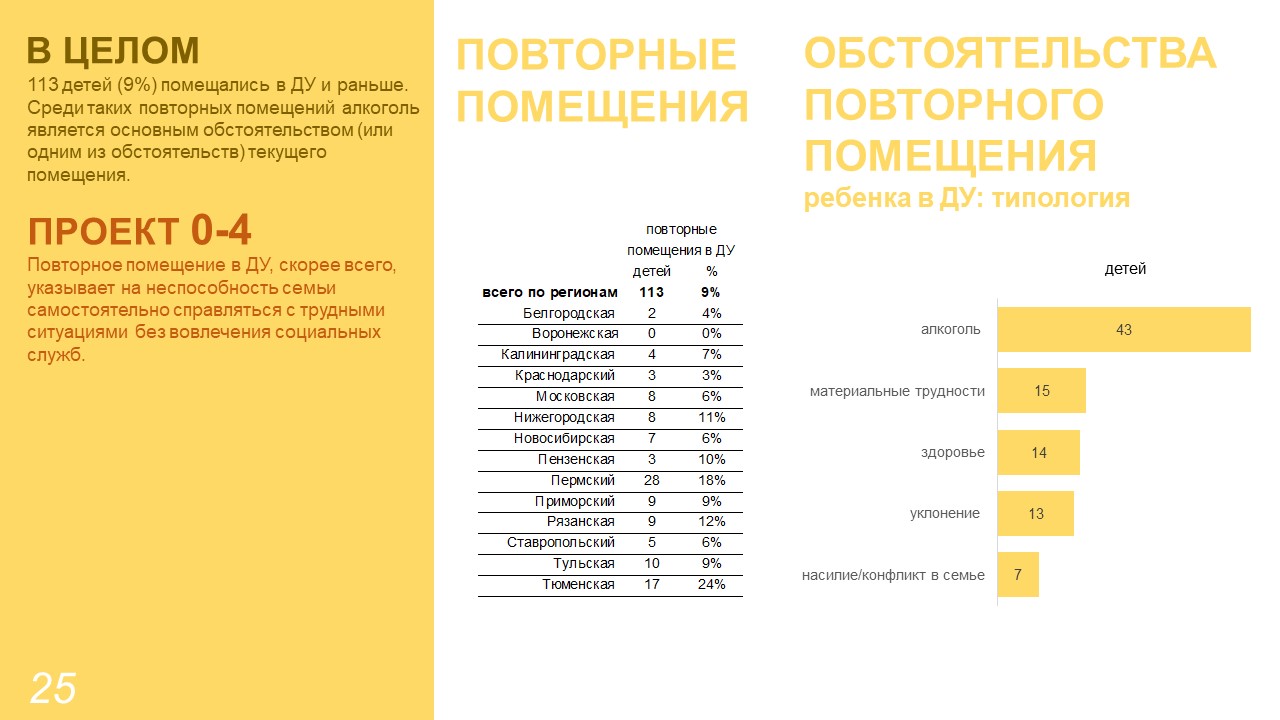 В ЦЕЛОМ
113 детей (9%) помещались в ДУ и раньше.
Среди таких повторных помещений алкоголь
является основным обстоятельством (или
одним из обстоятельств) текущего
помещения.
ПРОЕКТ 0-4
Повторное помещение в ДУ, скорее всего,
указывает на неспособность семьи
самостоятельно справляться с трудными
ситуациями без вовлечения социальных
служб.
25
ПОВТОРНЫЕ
ПОМЕЩЕНИЯ
повторные
помещения в ДУ
детей %
всего по регионам 113 9%
Белгородская 2 4%
Воронежская 0 0%
Калининградская 4 7%
Краснодарский 3 3%
Московская 8 6%
Нижегородская 8 11%
Новосибирская 7 6%
Пензенская 3 10%
Пермский 28 18%
Приморский 9 9%
Рязанская 9 12%
Ставропольский 5 6%
Тульская 10 9%
Тюменская 17 24%
ОБСТОЯТЕЛЬСТВА
ПОВТОРНОГО
ПОМЕЩЕНИЯ
ребенка в ДУ: типология
детей
алкоголь 43
материальные трудности 15
здоровье 14
уклонение 13
насилие/конфликт в семье 7